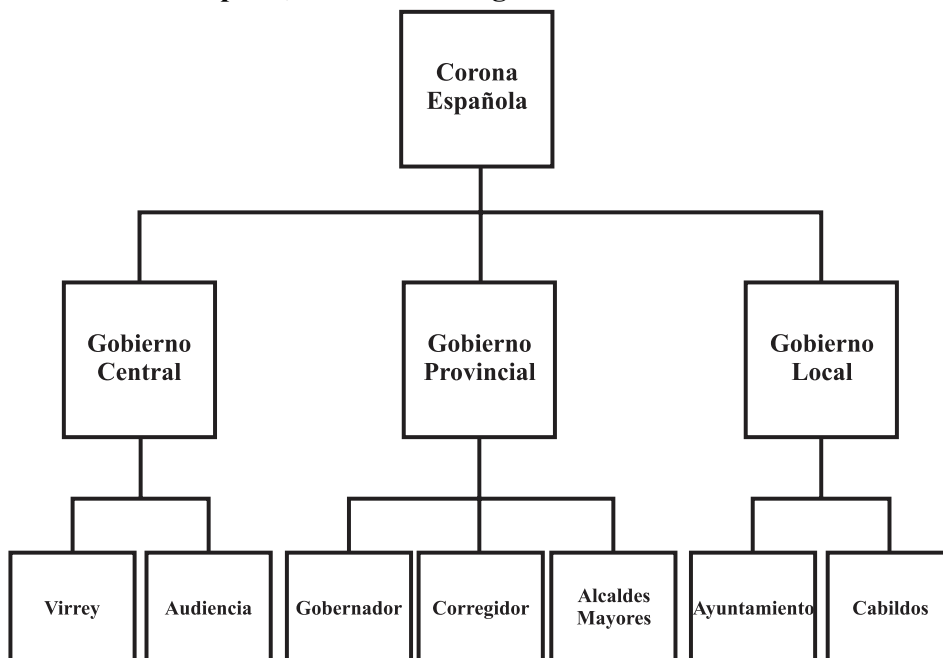 Corona
Española
Gobierno
Central
Gobierno
Provincial
Gobierno
Local
Virrey
Audiencia
Gobernador
Corregidor
Alcaldes
Mayores
Ayuntamiento
Cabildos